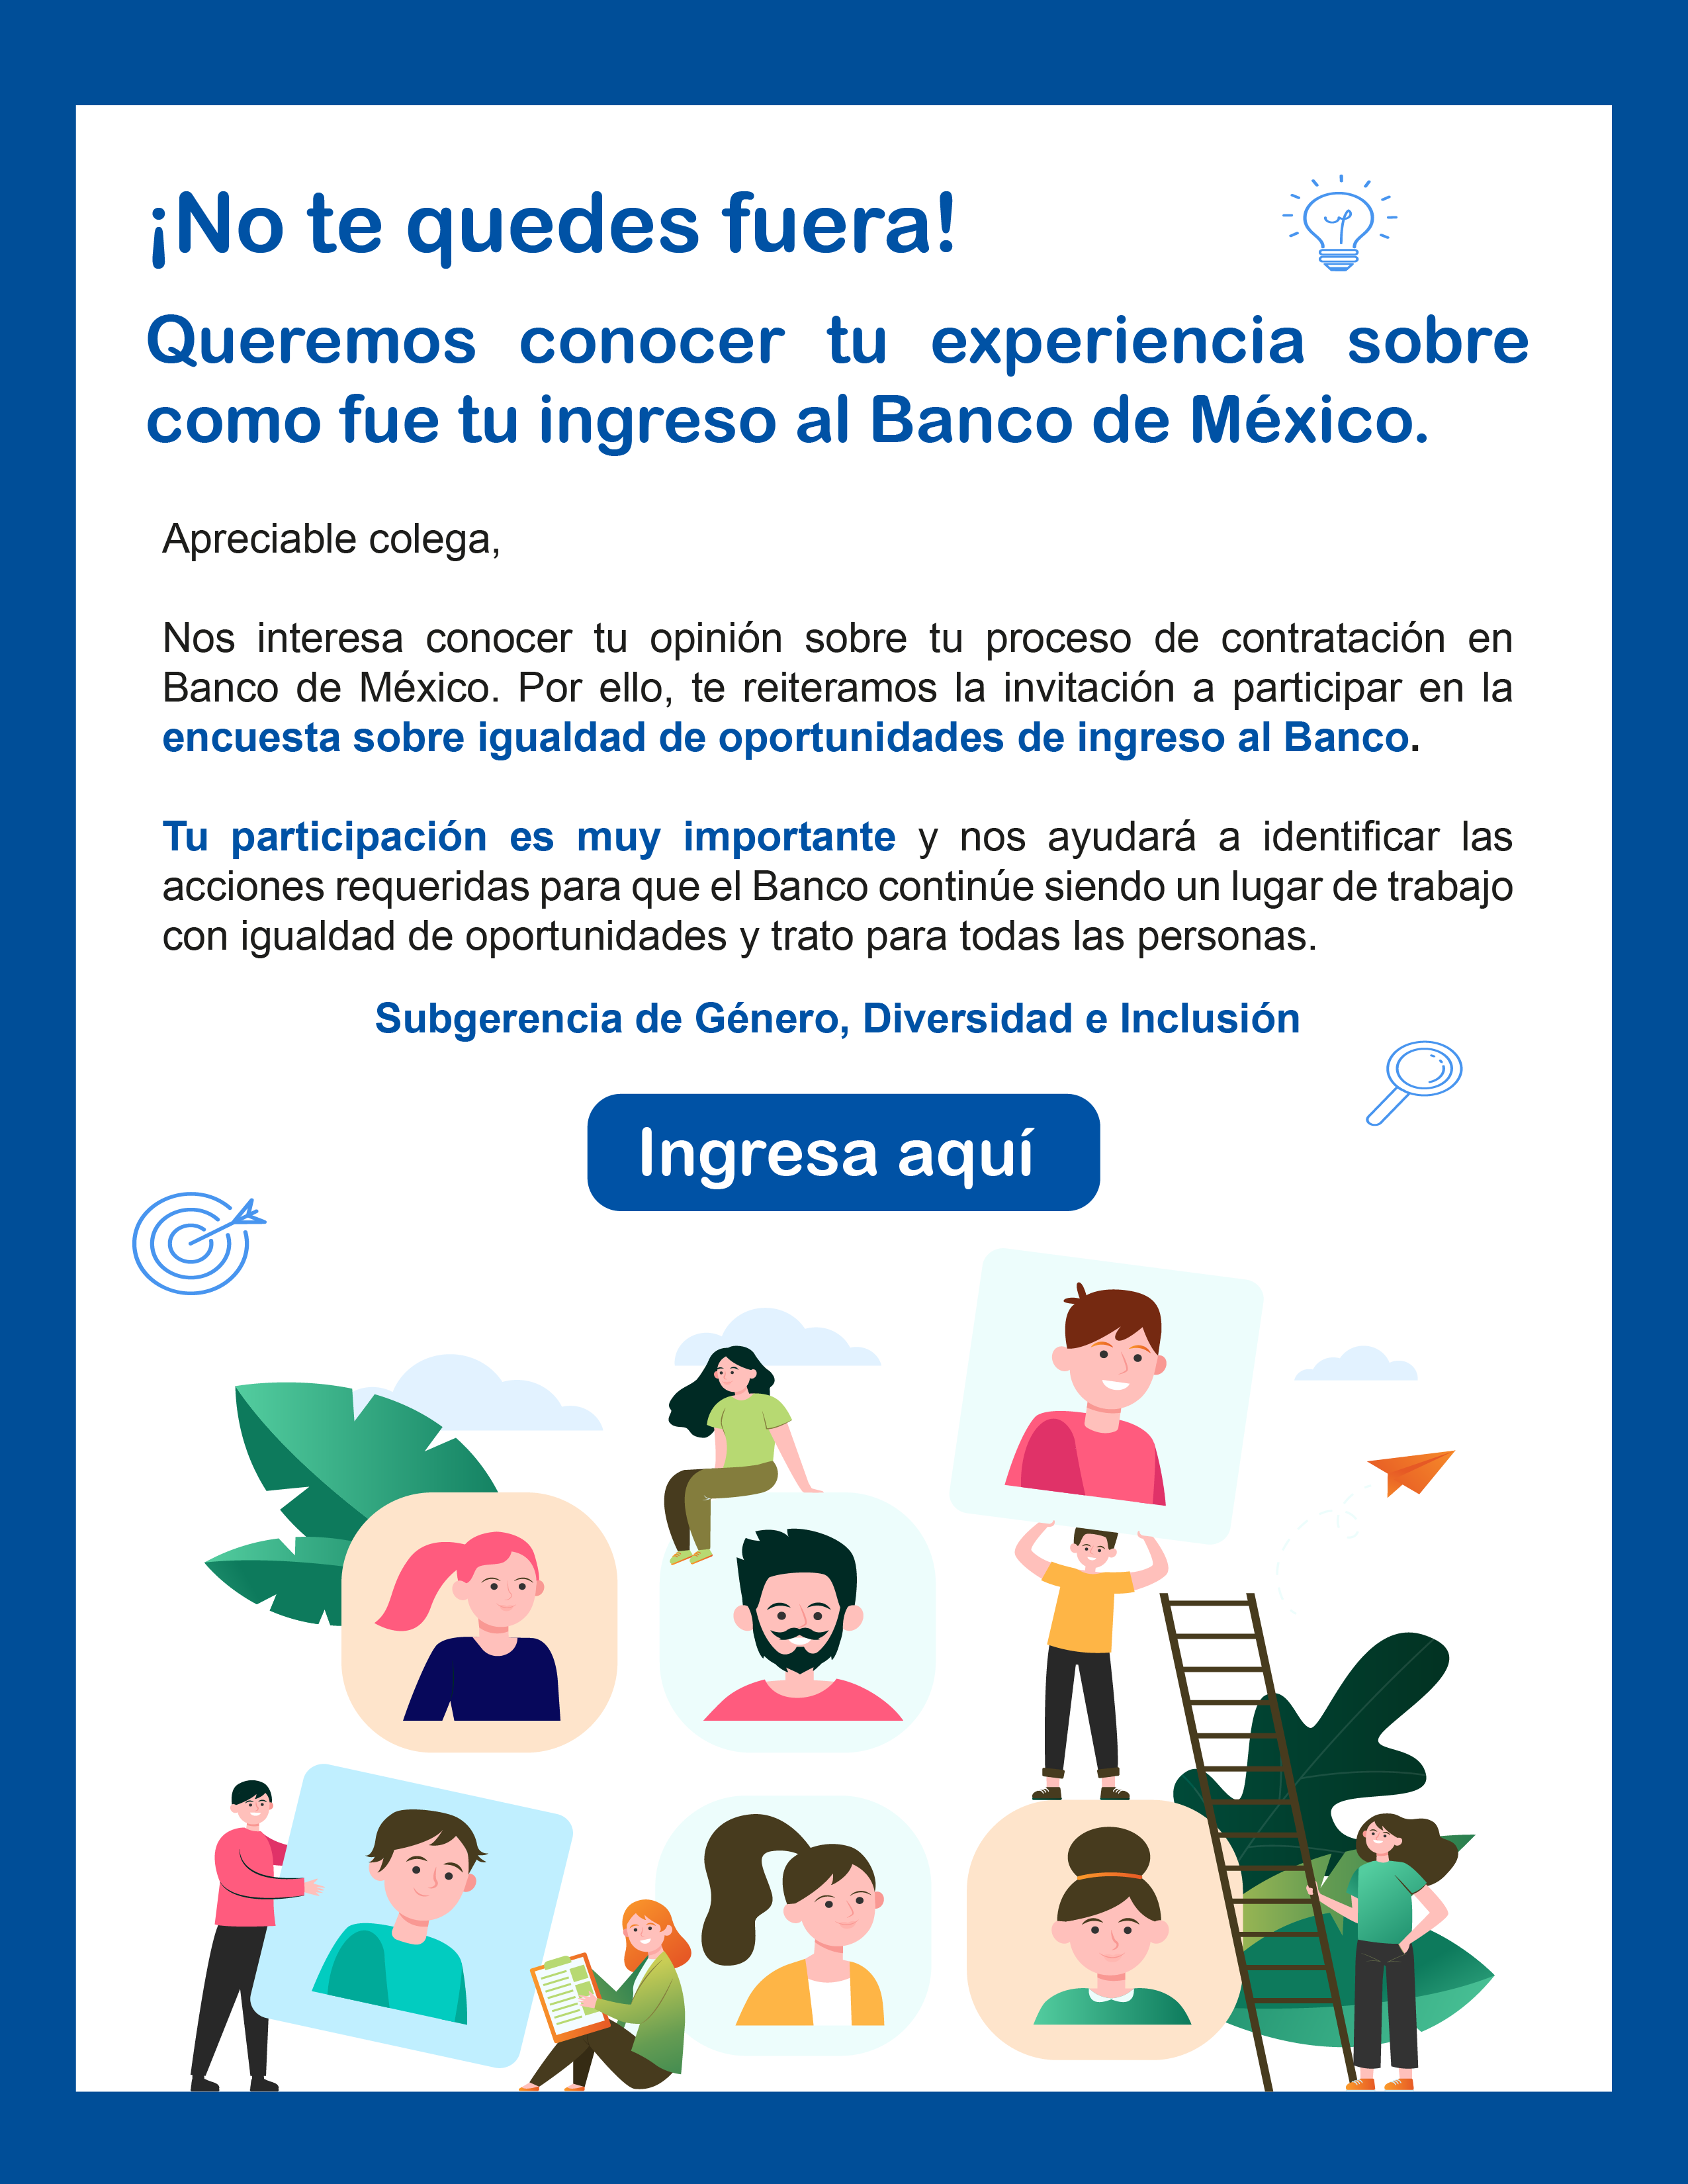 ¡No te quedes fuera!
Queremos conocer tu experiencia sobre
como fue tu ingreso al Banco de México.
Apreciable colega,
Nos interesa conocer tu opinión sobre tu proceso de contratación en
Banco de México. Por ello, te reiteramos la invitación a participar en la
encuesta sobre igualdad de oportunidades de ingreso al Banco.
Tu participación es muy importante y nos ayudará a identificar las
acciones requeridas para que el Banco continúe siendo un lugar de trabajo
con igualdad de oportunidades y trato para todas las personas.
Subgerencia de Género, Diversidad e Inclusión
Ingresa aquí